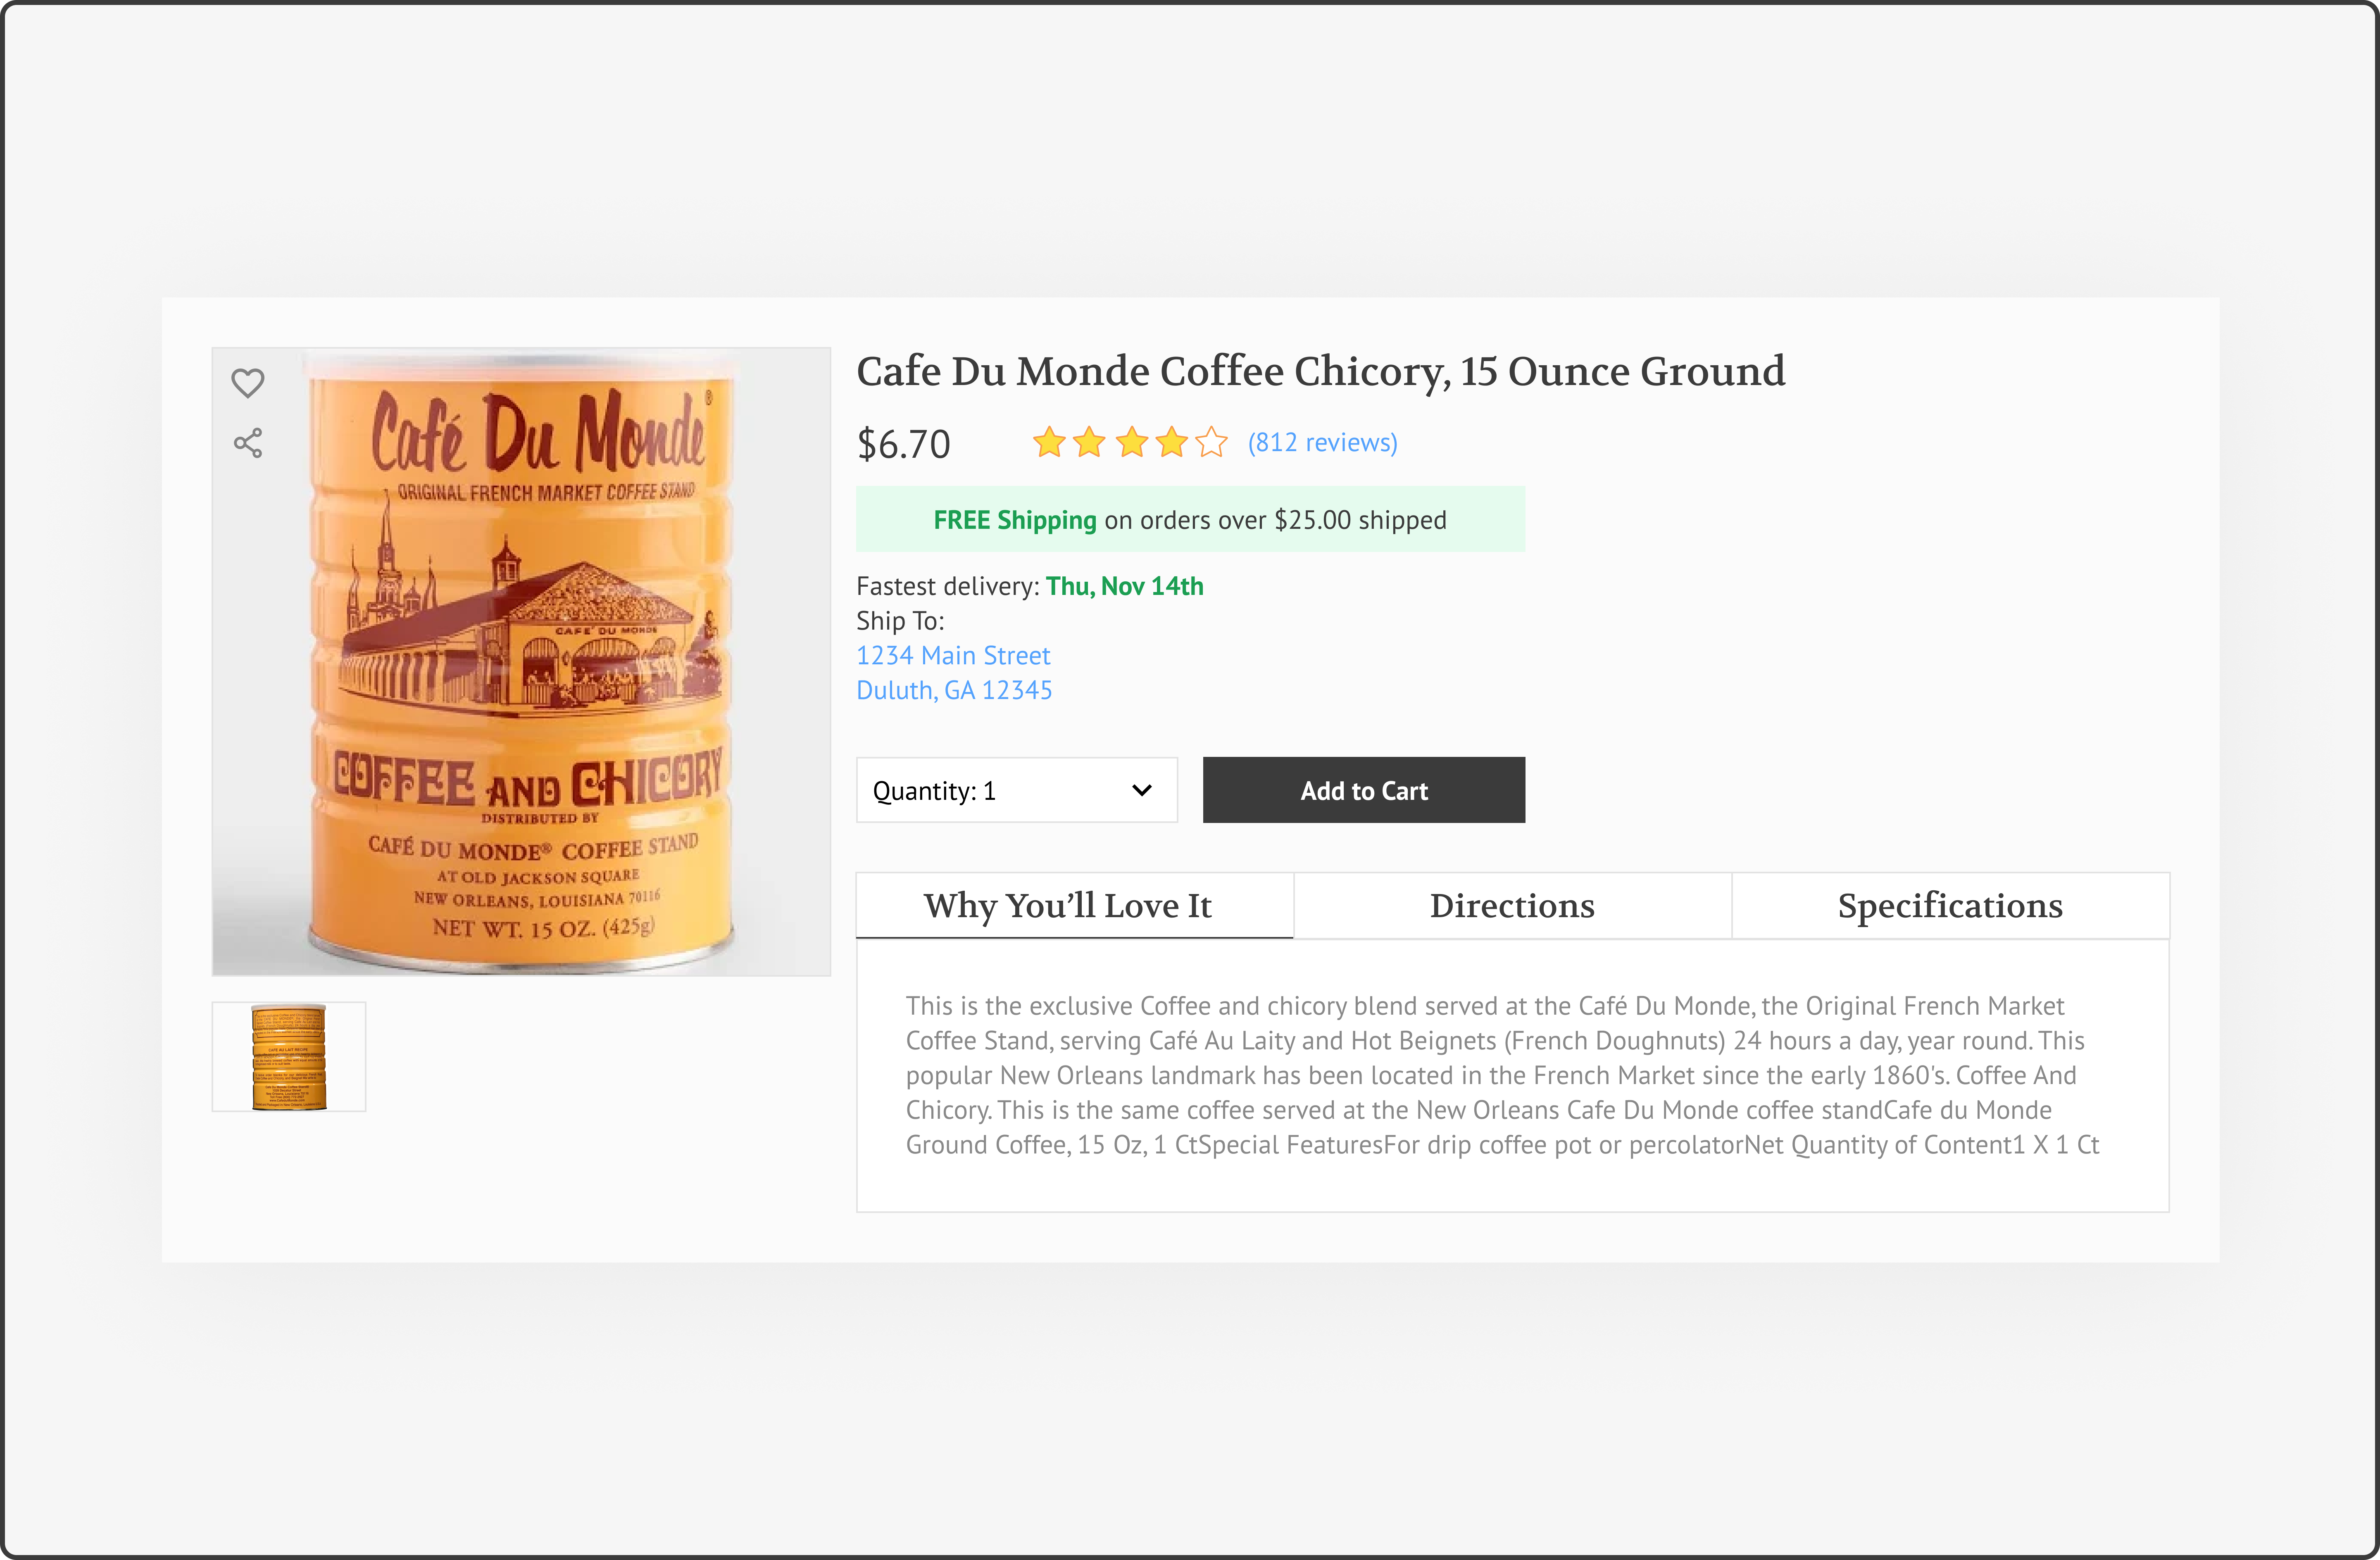 Café Du Monde®
ORIGINAL FRENCH MARKET COFFEE STAND
CAFE DU MONDE
COFFEE AND CHICORY
DISTRIBUTED BY
CAFÉ DU MONDE® COFFEE STAND
AT OLD JACKSON SQUARE
NEW ORLEANS, LOUISIANA 70116
NET WT. 15 OZ. (425g)
Cafe Du Monde Coffee Chicory, 15 Ounce Ground
$6.70 (812 reviews)
FREE Shipping on orders over $25.00 shipped
Fastest delivery: Thu, Nov 14th
Ship To:
1234 Main Street
Duluth, GA 12345
Quantity: 1
Add to Cart
Why You’ll Love It
Directions
Specifications
This is the exclusive Coffee and chicory blend served at the Café Du Monde, the Original French Market
Coffee Stand, serving Café Au Laity and Hot Beignets (French Doughnuts) 24 hours a day, year round. This
popular New Orleans landmark has been located in the French Market since the early 1860's. Coffee And
Chicory. This is the same coffee served at the New Orleans Cafe Du Monde coffee standCafe du Monde
Ground Coffee, 15 Oz, 1 CtSpecial FeaturesFor drip coffee pot or percolatorNet Quantity of Content1 X 1 Ct